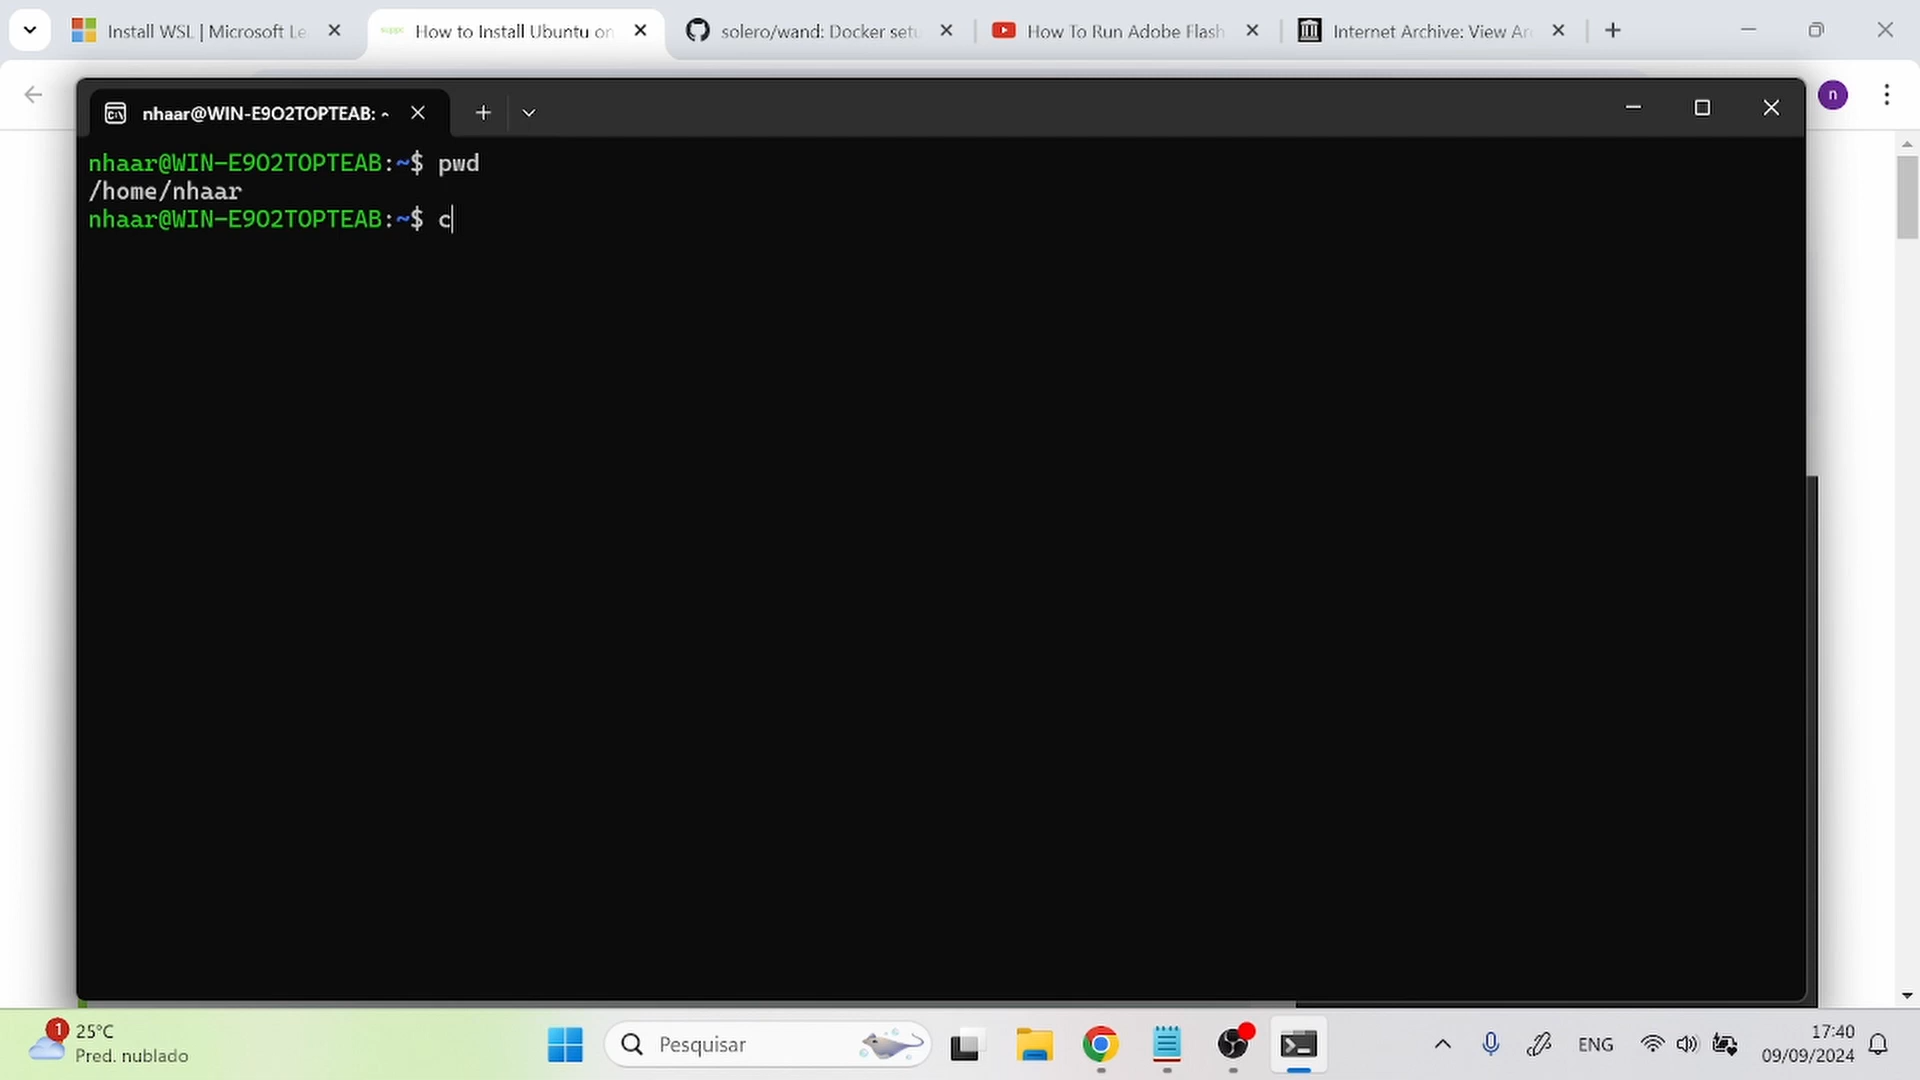 Install WSL | Microsoft Le
How to Install Ubuntu on
solero/wand: Docker setu
How To Run Adobe Flash
Internet Archive: View Ar
n
nhaar@WIN-E9O2TOPTEAB: ~
nhaar@WIN-E9O2TOPTEAB:~$ pwd
/home/nhaar
nhaar@WIN-E9O2TOPTEAB:~$ c
1
25°C
Pred. nublado
Pesquisar
ENG
17:40
09/09/2024